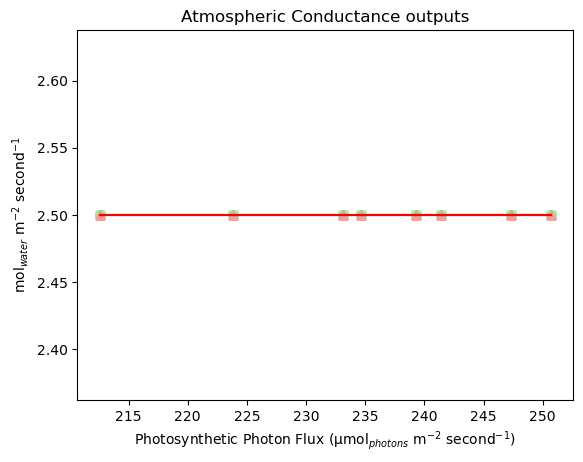 Atmospheric Conductance outputs
2.60
2.55
2.50
2.45
2.40
mol_water m⁻² second⁻¹
215 220 225 230 235 240 245 250
Photosynthetic Photon Flux (μmol_photons m⁻² second⁻¹)